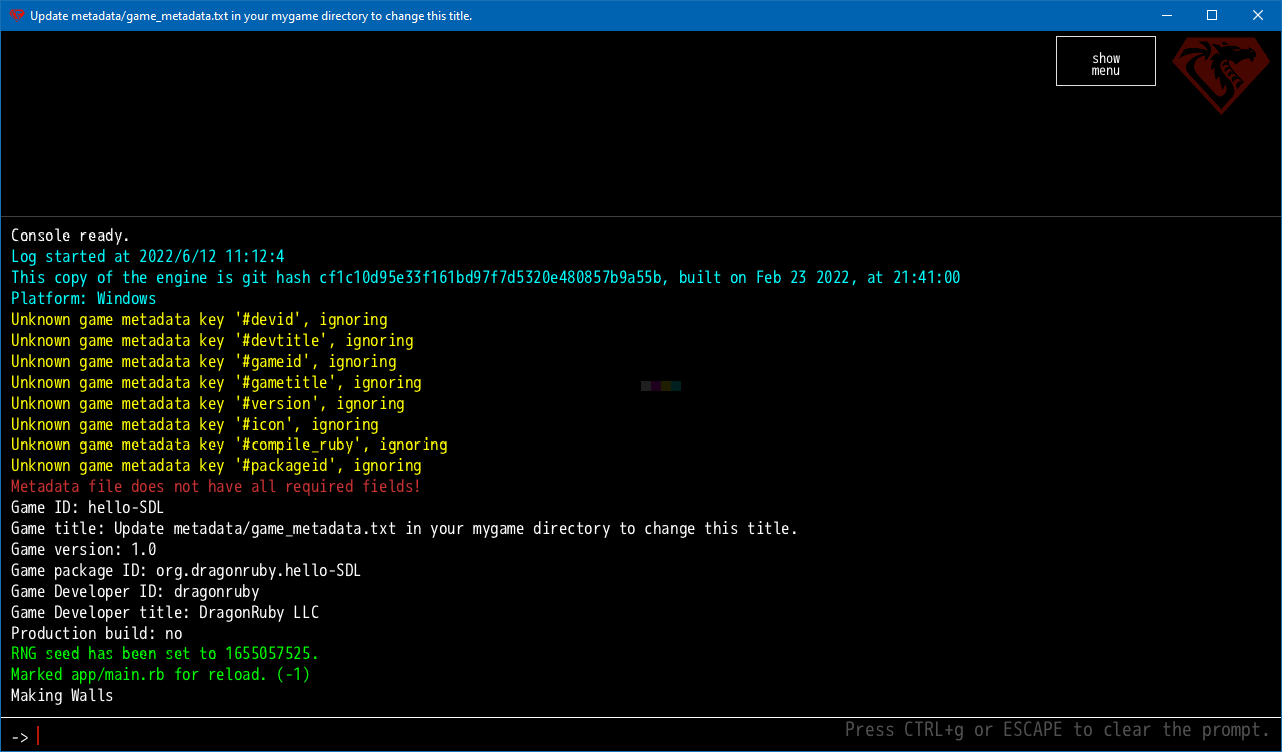 Update metadata/game_metadata.txt in your mygame directory to change this title.
show
menu
Console ready.
Log started at 2022/6/12 11:12:4
This copy of the engine is git hash cf1c10d95e33f161bd97f7d5320e480857b9a55b, built on Feb 23 2022, at 21:41:00
Platform: Windows
Unknown game metadata key '#devid', ignoring
Unknown game metadata key '#devtitle', ignoring
Unknown game metadata key '#gameid', ignoring
Unknown game metadata key '#gametitle', ignoring
Unknown game metadata key '#version', ignoring
Unknown game metadata key '#icon', ignoring
Unknown game metadata key '#compile_ruby', ignoring
Unknown game metadata key '#packageid', ignoring
Metadata file does not have all required fields!
Game ID: hello-SDL
Game title: Update metadata/game_metadata.txt in your mygame directory to change this title.
Game version: 1.0
Game package ID: org.dragonruby.hello-SDL
Game Developer ID: dragonruby
Game Developer title: DragonRuby LLC
Production build: no
RNG seed has been set to 1655057525.
Marked app/main.rb for reload. (-1)
Making Walls
Press CTRL+g or ESCAPE to clear the prompt.
->